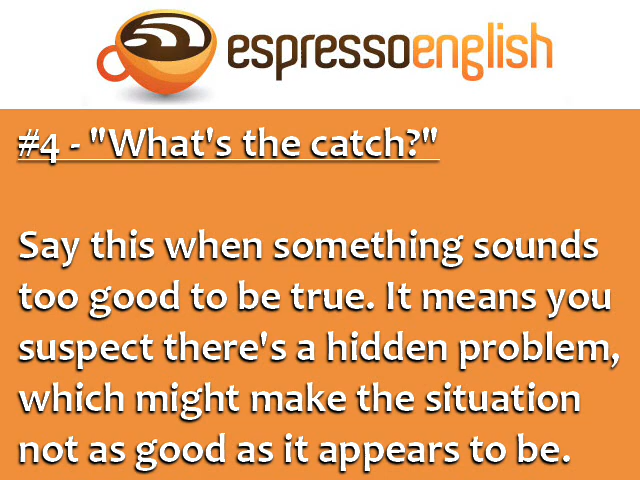 espressoenglish
#4 - "What's the catch?"
Say this when something sounds
too good to be true. It means you
suspect there's a hidden problem,
which might make the situation
not as good as it appears to be.